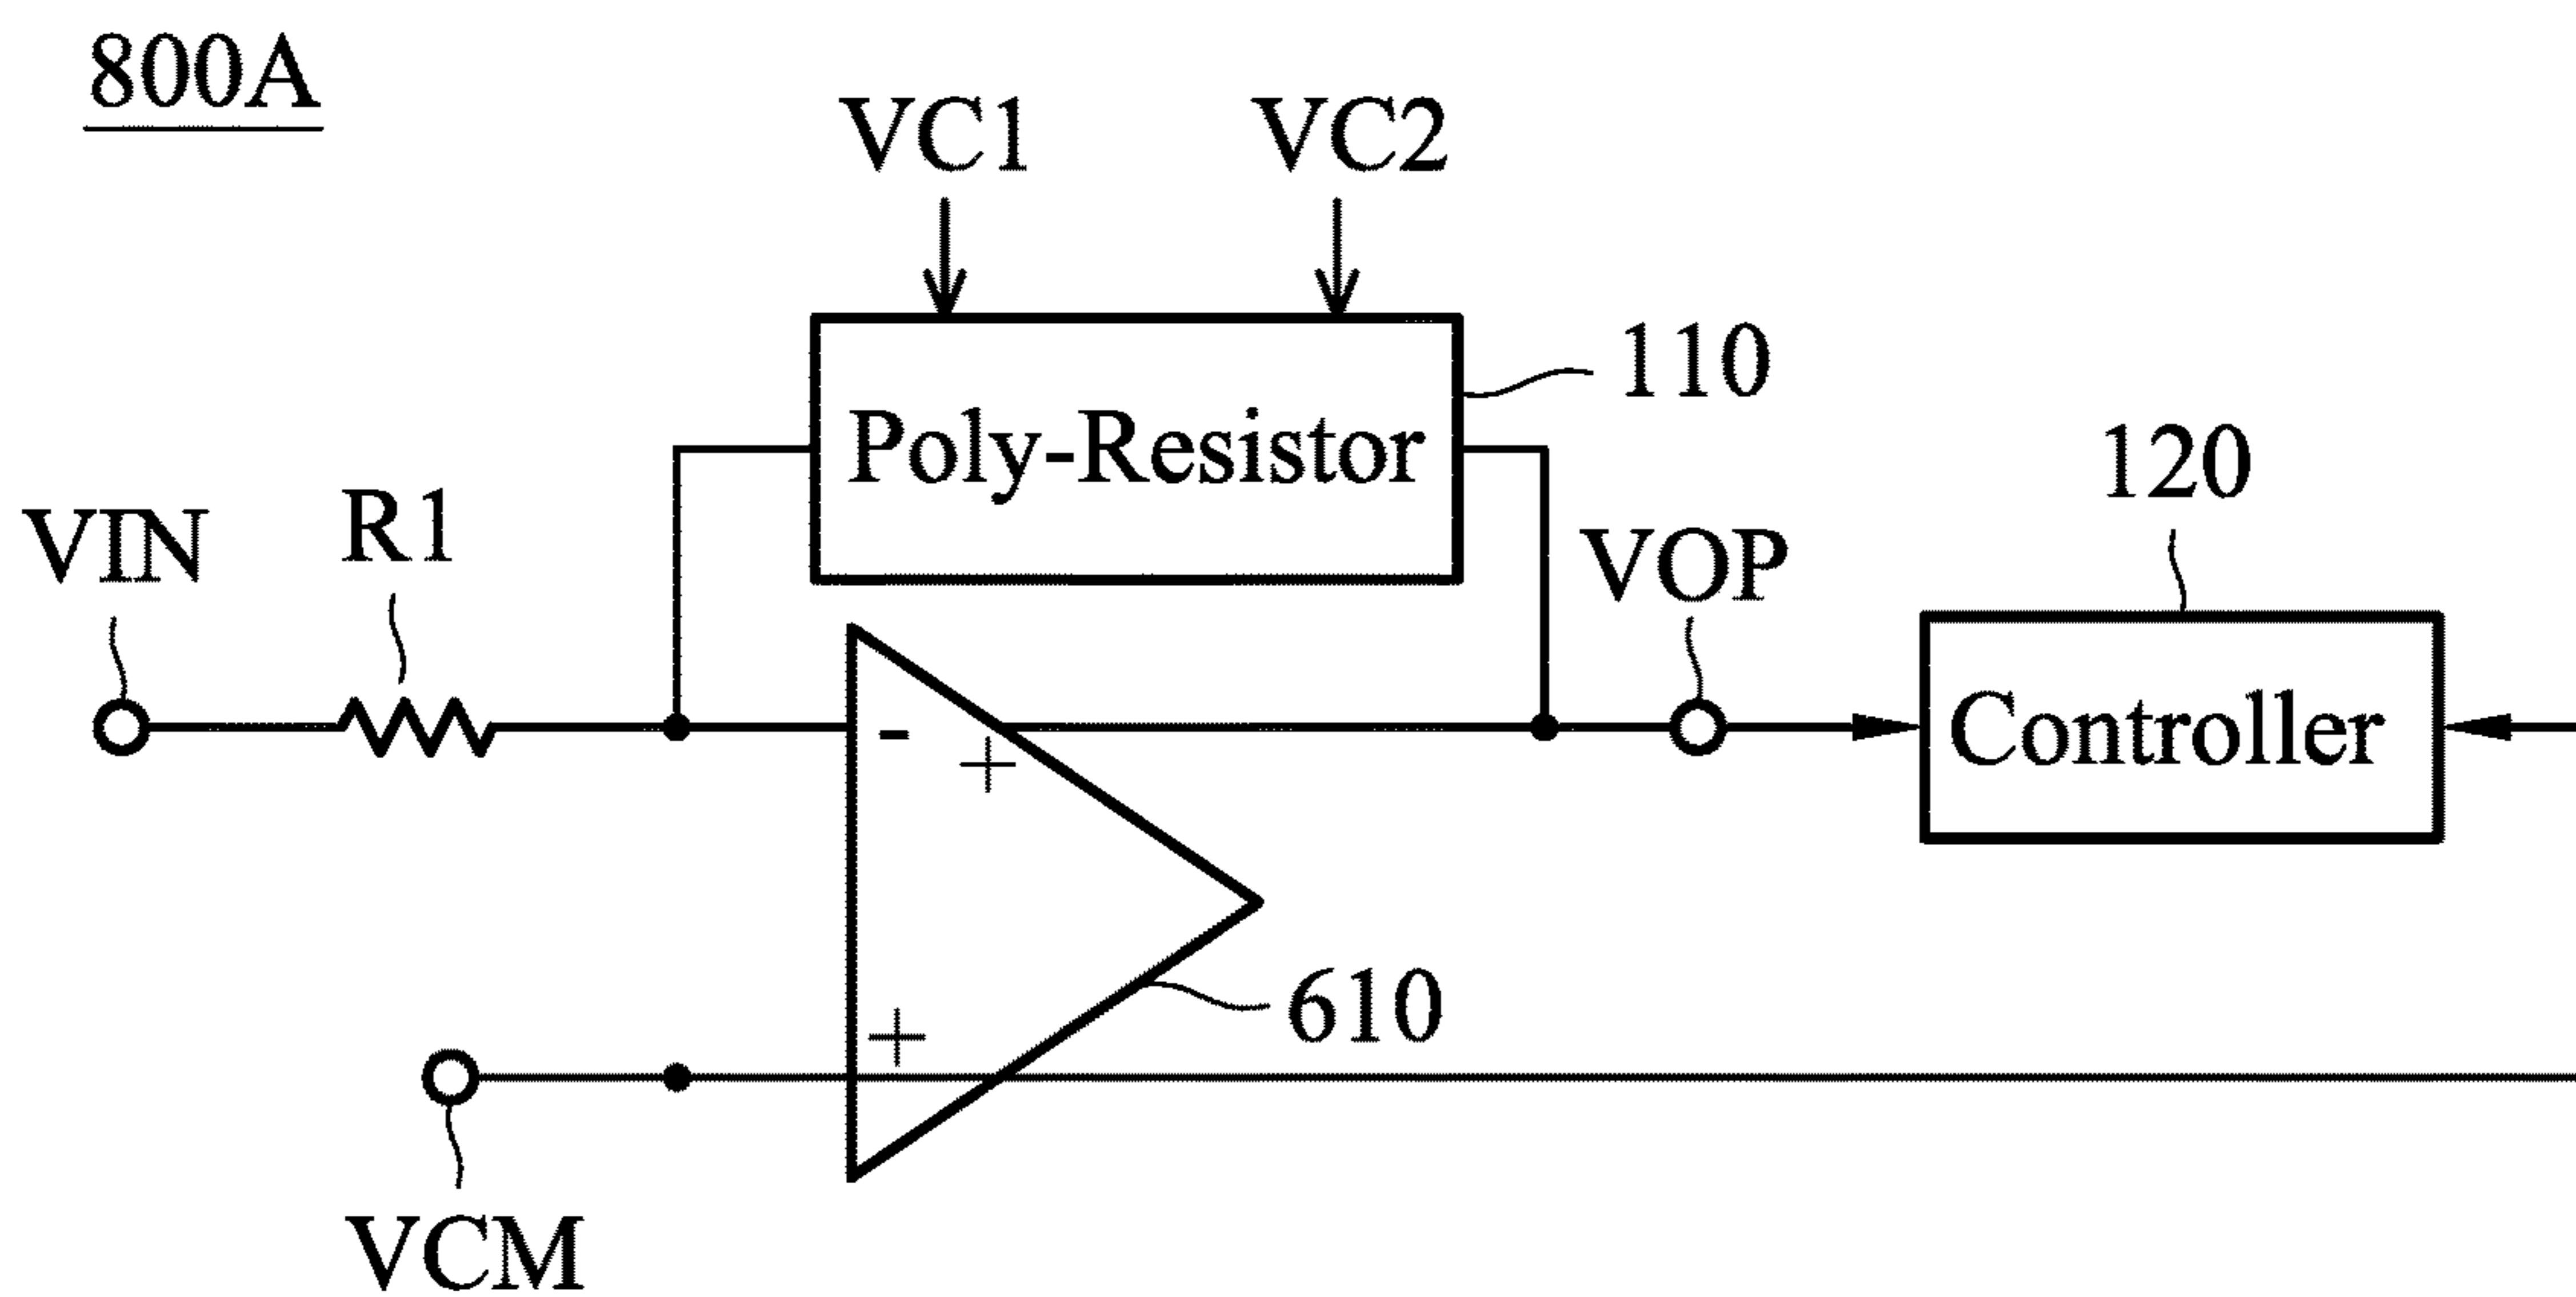 800A
VC1
VC2
110
Poly-Resistor
120
VIN
R1
VOP
Controller
-
+
+
610
VCM